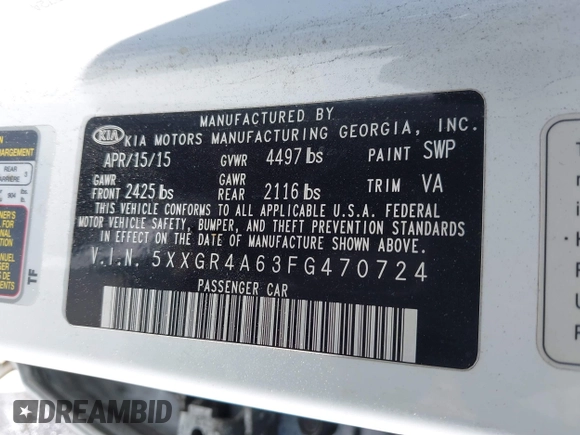 MANUFACTURED BY
KIA KIA MOTORS MANUFACTURING GEORGIA, INC.
APR/15/15 GVWR 4497 lbs PAINT SWP
GAWR FRONT 2425 lbs GAWR REAR 2116 lbs TRIM VA
THIS VEHICLE CONFORMS TO ALL APPLICABLE U.S.A. FEDERAL
MOTOR VEHICLE SAFETY, BUMPER, AND THEFT PREVENTION STANDARDS
IN EFFECT ON THE DATE OF MANUFACTURE SHOWN ABOVE.
V.I.N. 5XXGR4A63FG470724
PASSENGER CAR
TF
DREAMBID